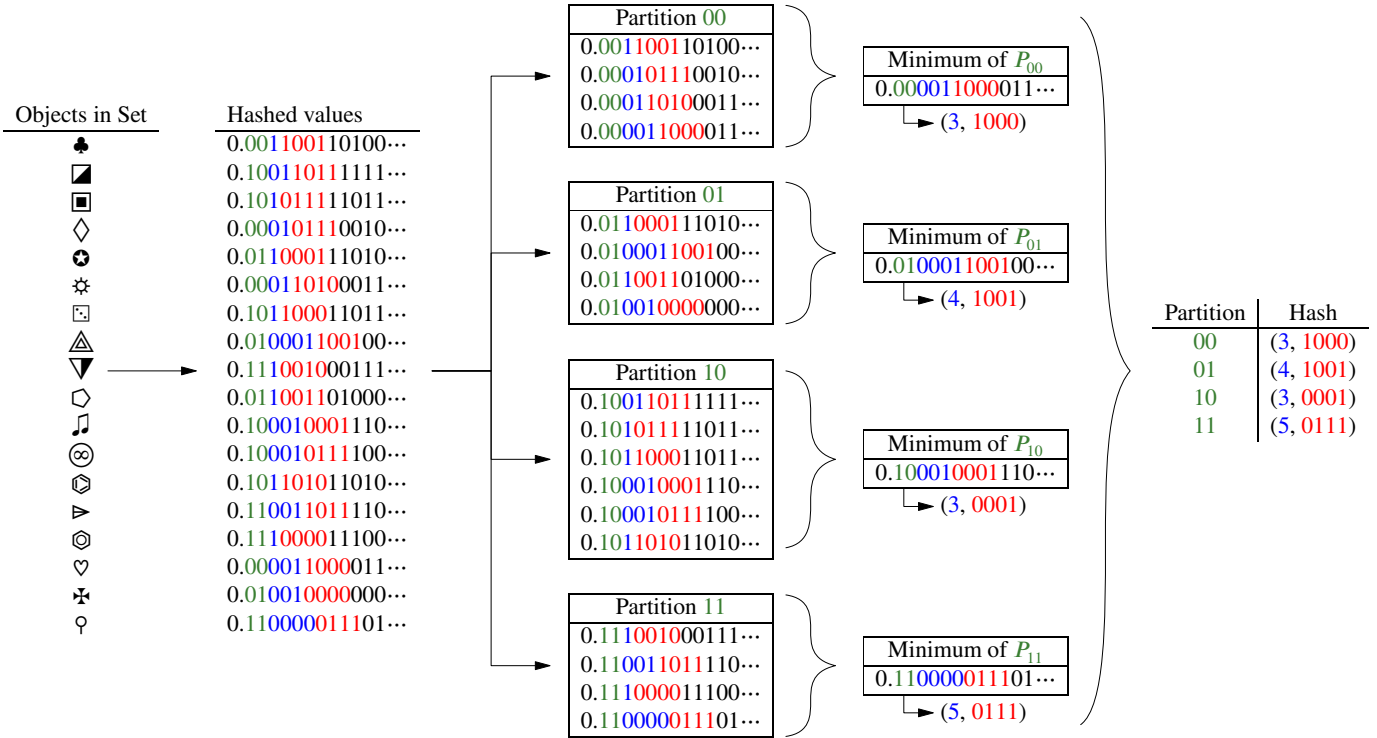 Objects in Set
Hashed values
0.001100110100⋯
0.100110111111⋯
0.101011111011⋯
0.000101110010⋯
0.011000111010⋯
0.000110100011⋯
0.101100011011⋯
0.010001100100⋯
0.111001000111⋯
0.011001101000⋯
0.100010001110⋯
0.100010111100⋯
0.101101011010⋯
0.110011011110⋯
0.111000011100⋯
0.000011000011⋯
0.010010000000⋯
0.110000011101⋯
Partition 00
0.001100110100⋯
0.000101110010⋯
0.000110100011⋯
0.000011000011⋯
Partition 01
0.011000111010⋯
0.010001100100⋯
0.011001101000⋯
0.010010000000⋯
Partition 10
0.100110111111⋯
0.101011111011⋯
0.101100011011⋯
0.100010001110⋯
0.100010111100⋯
0.101101011010⋯
Partition 11
0.111001000111⋯
0.110011011110⋯
0.111000011100⋯
0.110000011101⋯
Minimum of P00
0.000011000011⋯
(3, 1000)
Minimum of P01
0.010001100100⋯
(4, 1001)
Minimum of P10
0.100010001110⋯
(3, 0001)
Minimum of P11
0.110000011101⋯
(5, 0111)
Partition Hash
00 (3, 1000)
01 (4, 1001)
10 (3, 0001)
11 (5, 0111)